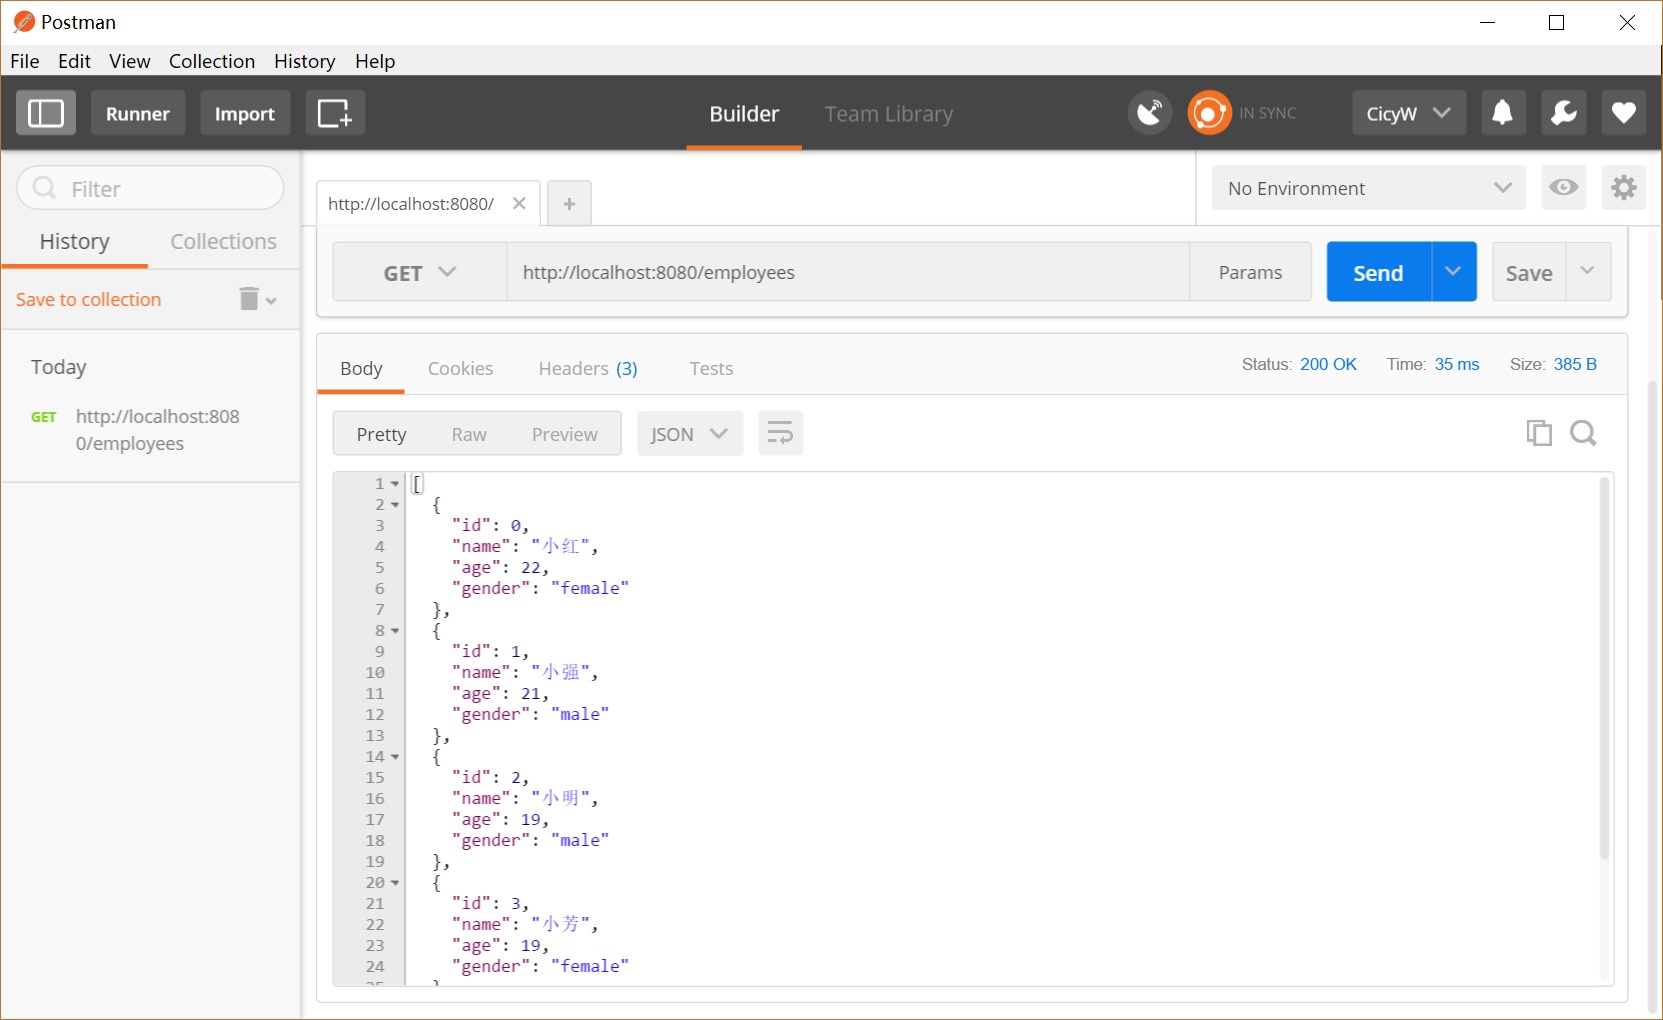 Postman
File Edit View Collection History Help
Runner Import Builder Team Library IN SYNC CicyW
Filter
No Environment
http://localhost:8080/
History Collections
GET http://localhost:8080/employees Params Send Save
Save to collection
Today
GET http://localhost:808
0/employees
Body Cookies Headers (3) Tests Status: 200 OK Time: 35 ms Size: 385 B
Pretty Raw Preview JSON
1 [
2 {
3 "id": 0,
4 "name": "小红",
5 "age": 22,
6 "gender": "female"
7 },
8 {
9 "id": 1,
10 "name": "小强",
11 "age": 21,
12 "gender": "male"
13 },
14 {
15 "id": 2,
16 "name": "小明",
17 "age": 19,
18 "gender": "male"
19 },
20 {
21 "id": 3,
22 "name": "小芳",
23 "age": 19,
24 "gender": "female"